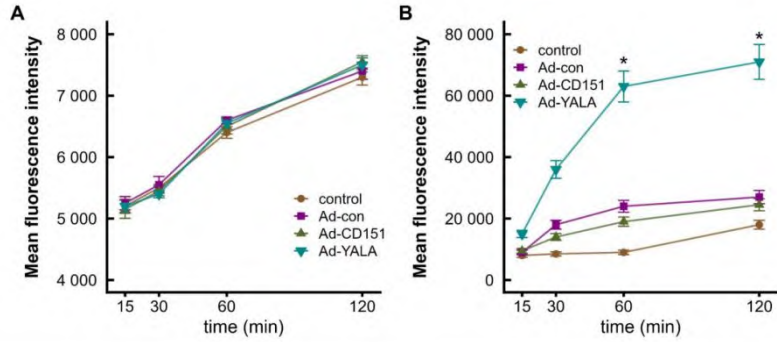 A
Mean fluorescence intensity
8 000
7 000
6 000
5 000
4 000
15 30 60 120
time (min)
control
Ad-con
Ad-CD151
Ad-YALA
B
Mean fluorescence intensity
80 000
60 000
40 000
20 000
0
15 30 60 120
time (min)
control
Ad-con
Ad-CD151
Ad-YALA
*
*